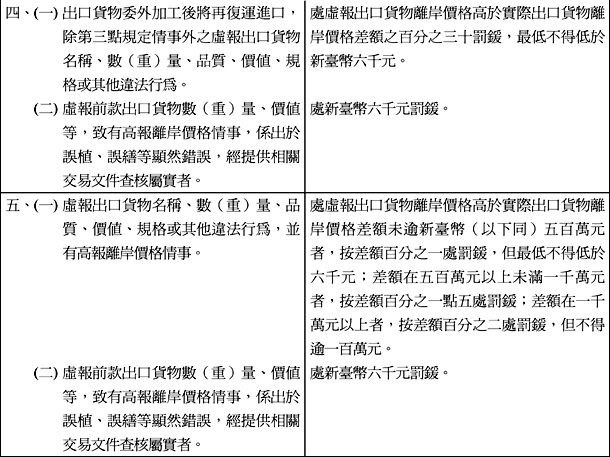 四、(一) 出口貨物委外加工後將再復運進口，
除第三點規定情事外之虛報出口貨物
名稱、數（重）量、品質、價值、規
格或其他違法行為。
處虛報出口貨物離岸價格高於實際出口貨物離
岸價格差額之百分之三十罰鍰，最低不得低於
新臺幣六千元。
(二) 虛報前款出口貨物數（重）量、價值
等，致有高報離岸價格情事，係出於
誤植、誤繕等顯然錯誤，經提供相關
交易文件查核屬實者。
處新臺幣六千元罰鍰。
五、(一) 虛報出口貨物名稱、數（重）量、品
質、價值、規格或其他違法行為，並
有高報離岸價格情事。
處虛報出口貨物離岸價格高於實際出口貨物離
岸價格差額未逾新臺幣（以下同）五百萬元
者，按差額百分之一處罰鍰，但最低不得低於
六千元；差額在五百萬元以上未滿一千萬元
者，按差額百分之一點五處罰鍰；差額在一千
萬元以上者，按差額百分之二處罰鍰，但不得
逾一百萬元。
(二) 虛報前款出口貨物數（重）量、價值
等，致有高報離岸價格情事，係出於
誤植、誤繕等顯然錯誤，經提供相關
交易文件查核屬實者。
處新臺幣六千元罰鍰。